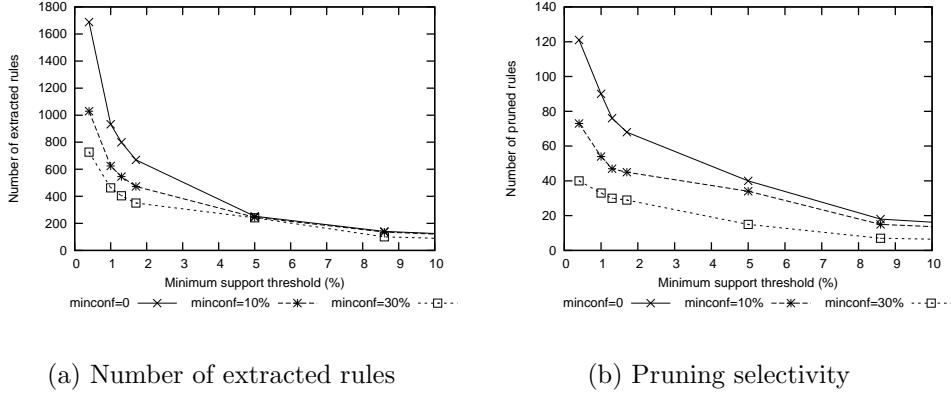 1800
1600
1400
1200
1000
800
600
400
200
0
Number of extracted rules
0 1 2 3 4 5 6 7 8 9 10
Minimum support threshold (%)
minconf=0 minconf=10% minconf=30%
(a) Number of extracted rules
140
120
100
80
60
40
20
0
Number of pruned rules
0 1 2 3 4 5 6 7 8 9 10
Minimum support threshold (%)
minconf=0 minconf=10% minconf=30%
(b) Pruning selectivity